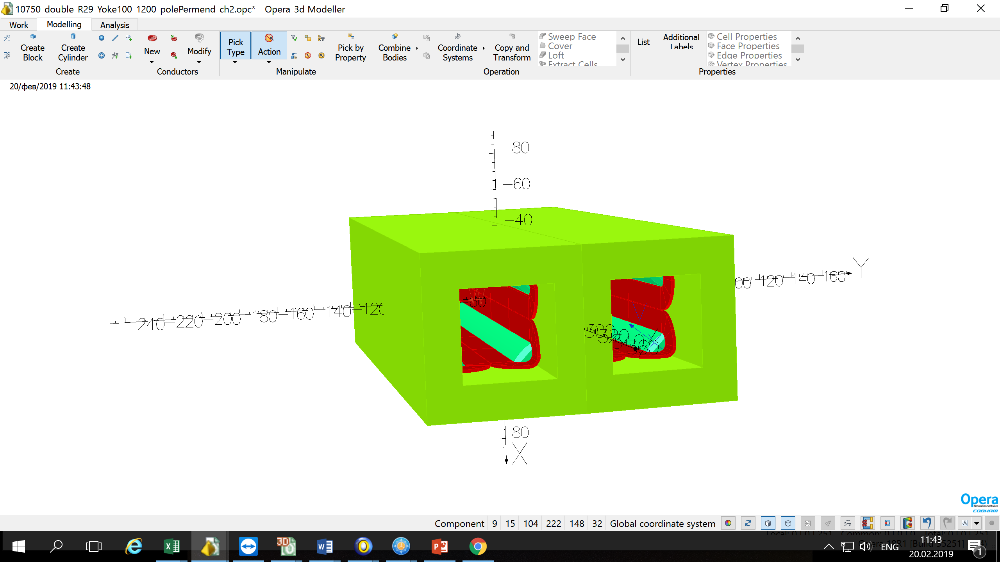 10750-double-R29-Yoke100-1200-polePermend-ch2.opc* - Opera-3d Modeller
Work Modelling Analysis
Create Block
Create Cylinder
Create
New
Modify
Conductors
Pick Type
Action
Pick by Property
Manipulate
Combine Bodies
Coordinate Systems
Copy and Transform
Sweep Face
Cover
Loft
Extract Cells
Operation
List
Additional Labels
Cell Properties
Face Properties
Edge Properties
Vertex Properties
Properties
20/фев/2019 11:43:48
-80
-60
-40
Y
120 140 160
-240 -220 -200 -180 -160 -140 -120
300 320 340
Z
80
X
Opera
Simulation Software
COBHAM
Component 9 15 104 222 148 32 Global coordinate system
11:43
ENG
20.02.2019
1